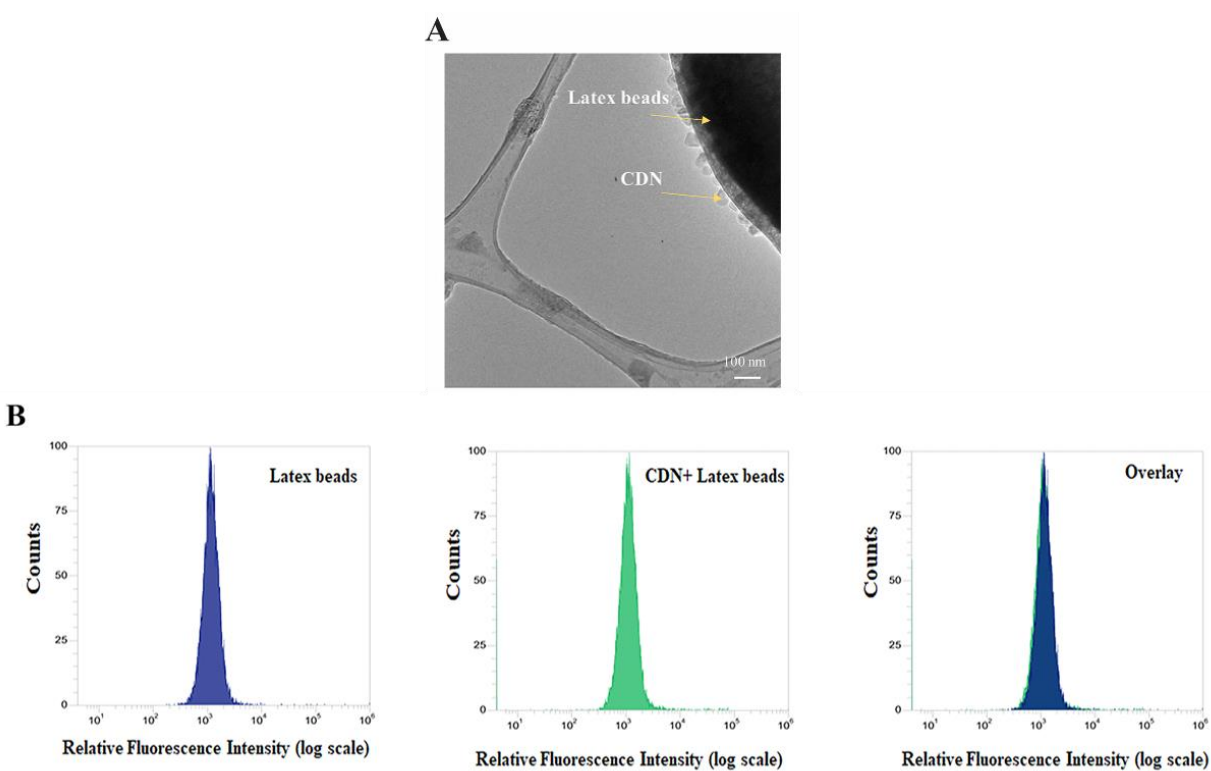 A
Latex beads
CDN
100 nm
B
100
75
50
25
0
Counts
Latex beads
10¹ 10² 10³ 10⁴ 10⁵ 10⁶
Relative Fluorescence Intensity (log scale)
100
75
50
25
0
Counts
CDN+ Latex beads
10¹ 10² 10³ 10⁴ 10⁵ 10⁶
Relative Fluorescence Intensity (log scale)
100
75
50
25
0
Counts
Overlay
10¹ 10² 10³ 10⁴ 10⁵ 10⁶
Relative Fluorescence Intensity (log scale)